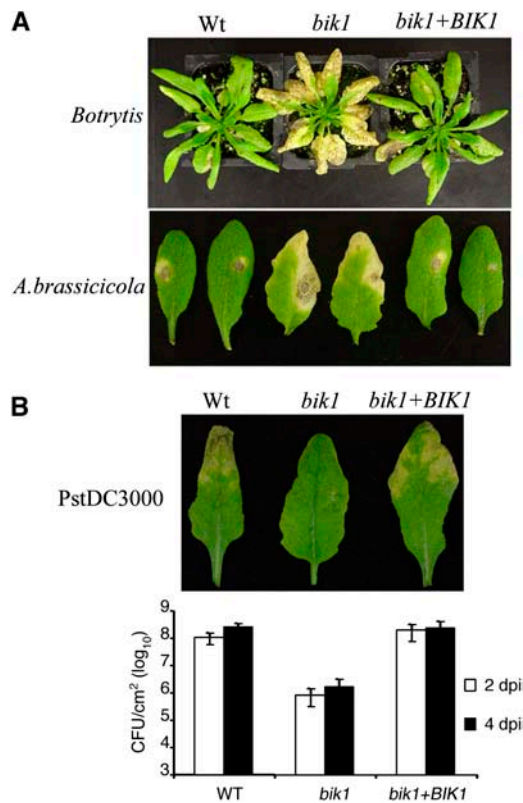 A
Wt bik1 bik1+BIK1
Botrytis
A.brassicicola
B
Wt bik1 bik1+BIK1
PstDC3000
9
8
7
6
5
4
3
CFU/cm² (log₁₀)
2 dpi
4 dpi
WT bik1 bik1+BIK1